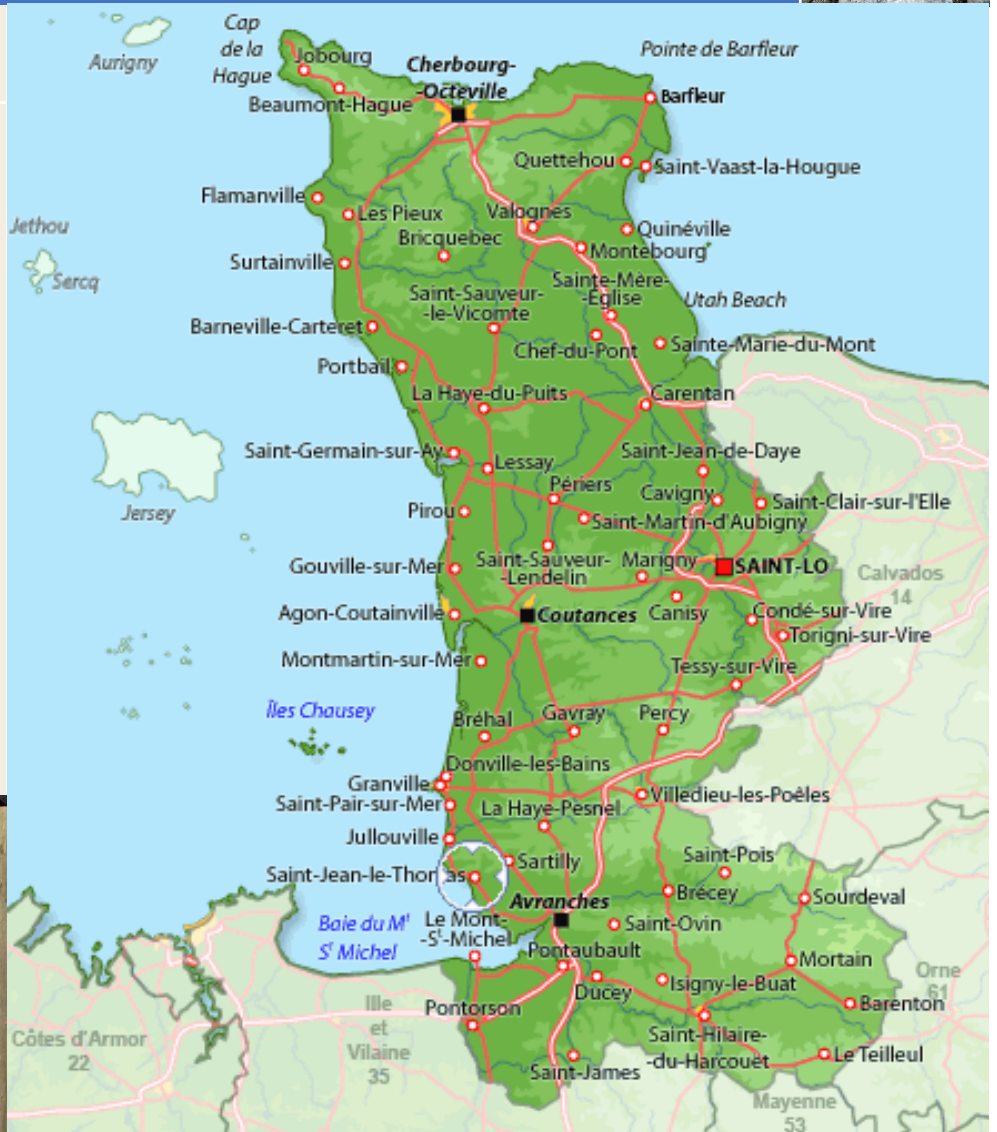 Cap
de la
Hague
Aurigny
Jobourg
Cherbourg-
-Octeville
Pointe de Barfleur
Beaumont-Hague
Barfleur
Quettehou
Saint-Vaast-la-Hougue
Flamanville
Les Pieux
Valognes
Jethou
Quinéville
Bricquebec
Montebourg
Surtainville
Sercq
Sainte-Mère-
-Eglise
Saint-Sauveur-
-le-Vicomte
Utah Beach
Barneville-Carteret
Chef-du-Pont
Sainte-Marie-du-Mont
Portbail
La Haye-du-Puits
Carentan
Saint-Germain-sur-Ay
Saint-Jean-de-Daye
Lessay
Périers
Cavigny
Saint-Clair-sur-l'Elle
Jersey
Pirou
Saint-Martin-d'Aubigny
Gouville-sur-Mer
Saint-Sauveur-
-Lendelin
Marigny
SAINT-LO
Calvados
14
Agon-Coutainville
Coutances
Canisy
Condé-sur-Vire
Torigni-sur-Vire
Montmartin-sur-Mer
Tessy-sur-Vire
Îles Chausey
Bréhal
Gavray
Percy
Donville-les-Bains
Granville
Saint-Pair-sur-Mer
La Haye-Pesnel
Villedieu-les-Poêles
Jullouville
Saint-Pois
Saint-Jean-le-Thomas
Sartilly
Brécey
Sourdeval
Avranches
Baie du Mt
St Michel
Le Mont-
-St-Michel
Saint-Ovin
Pontaubault
Mortain
Ducey
Isigny-le-Buat
Orne
61
Pontorson
Ille
et
Vilaine
35
Barenton
Côtes d'Armor
22
Saint-Hilaire-
-du-Harcouët
Le Teilleul
Saint-James
Mayenne
53